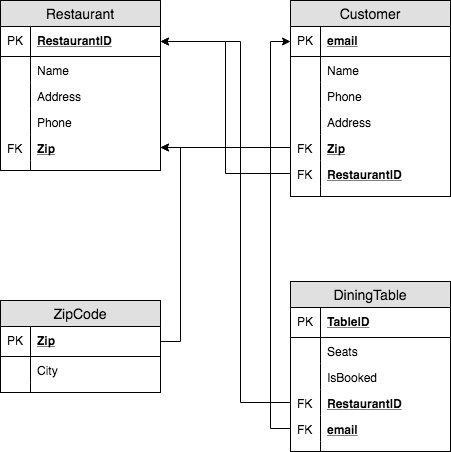 Restaurant
PK RestaurantID
Name
Address
Phone
FK Zip
Customer
PK email
Name
Phone
Address
FK Zip
FK RestaurantID
ZipCode
PK Zip
City
DiningTable
PK TableID
Seats
IsBooked
FK RestaurantID
FK email